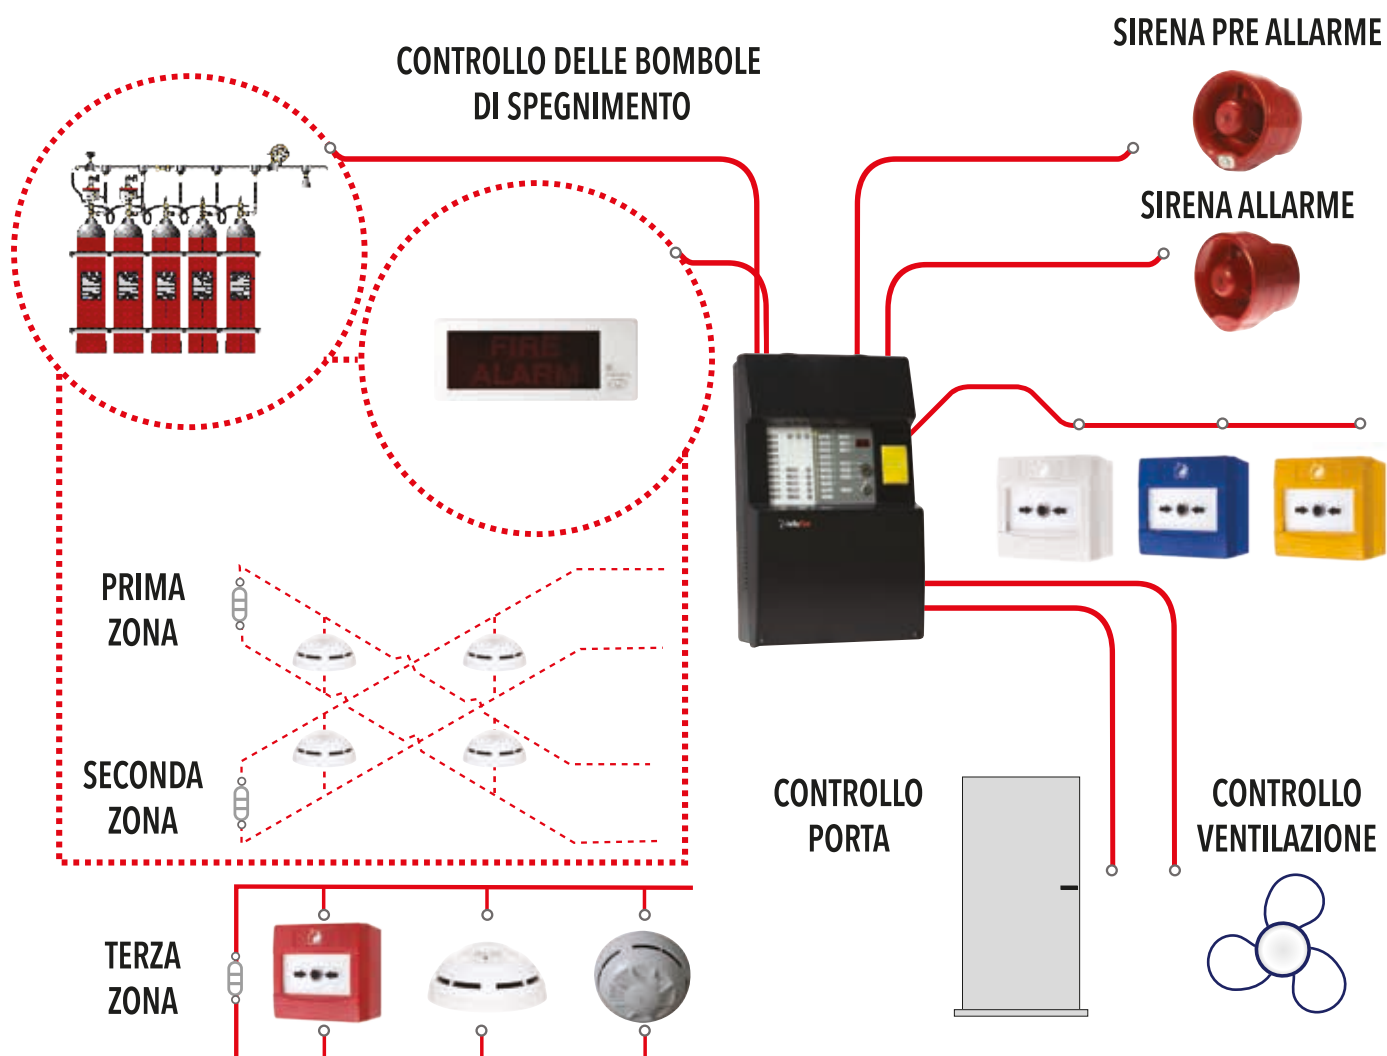 SIRENA PRE ALLARME
CONTROLLO DELLE BOMBOLE
DI SPEGNIMENTO
SIRENA ALLARME
FIRE
ALARM
PRIMA
ZONA
SECONDA
ZONA
CONTROLLO
PORTA
CONTROLLO
VENTILAZIONE
TERZA
ZONA